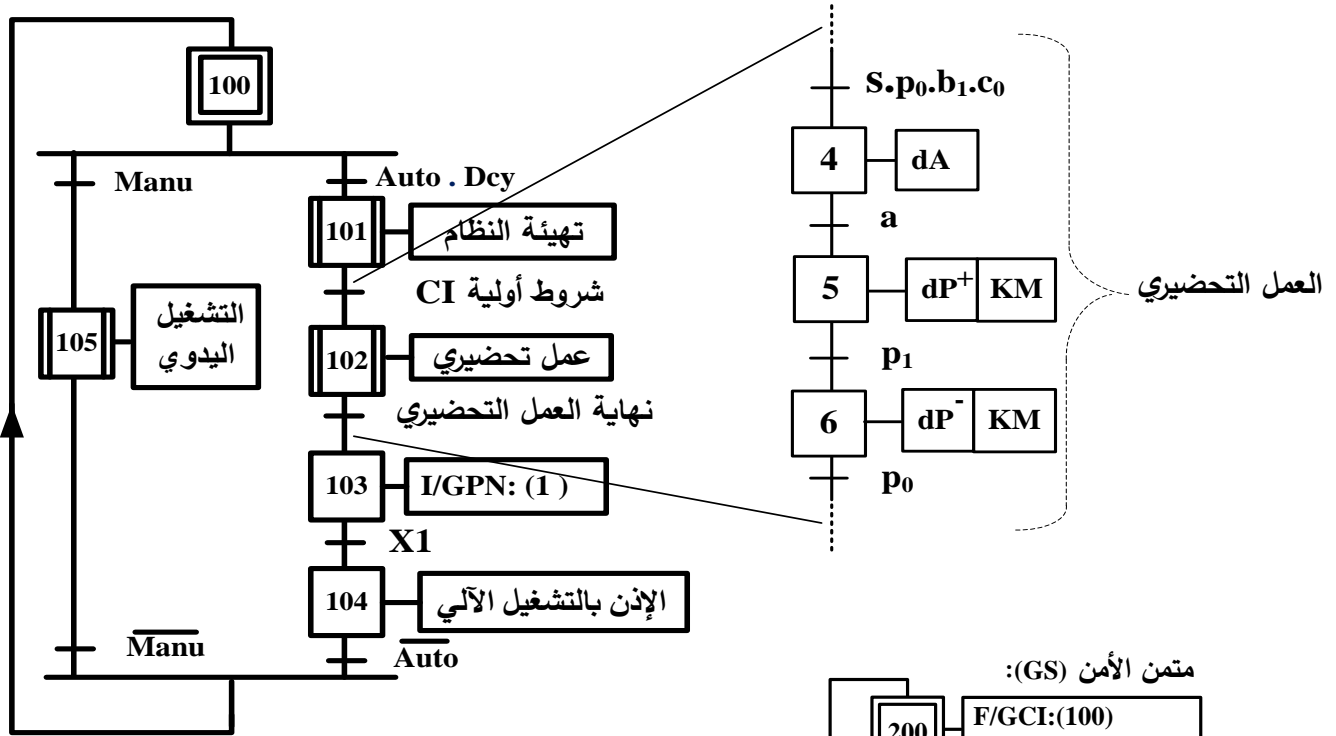 100
Manu
Auto . Dcy
101
تهيئة النظام
شروط أولية CI
105
التشغيل
اليدوي
102
عمل تحضيري
نهاية العمل التحضيري
103
I/GPN: (1 )
X1
104
الإذن بالتشغيل الآلي
M̅a̅n̅u̅
A̅u̅t̅o̅
S.p₀.b₁.c₀
4
dA
a
5
dP⁺ KM
p₁
6
dP⁻ KM
p₀
العمل التحضيري
متمن الأمن (GS):
200
F/GCI:(100)